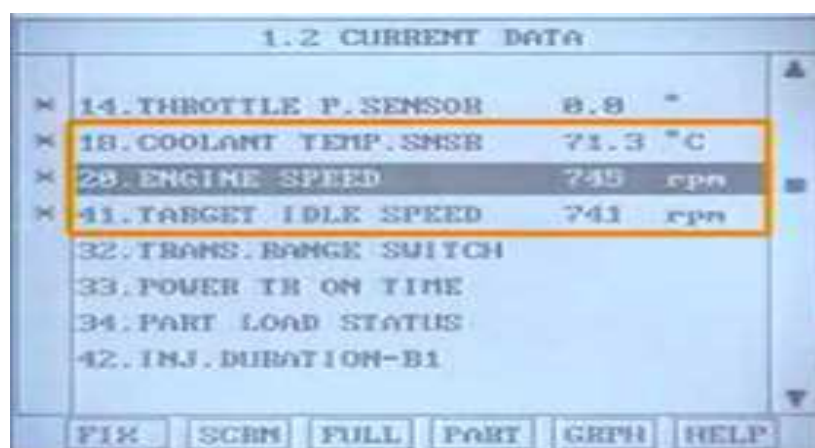 1.2 CURRENT DATA
× 14.THROTTLE P.SENSOR 0.0 °
× 18.COOLANT TEMP.SNSR 71.3 °C
× 20.ENGINE SPEED 745 rpm
× 41.TARGET IDLE SPEED 741 rpm
32.TRANS.RANGE SWITCH
33.POWER TR ON TIME
34.PART LOAD STATUS
42.INJ.DURATION-B1
FIX SCRN FULL PART GRPH HELP